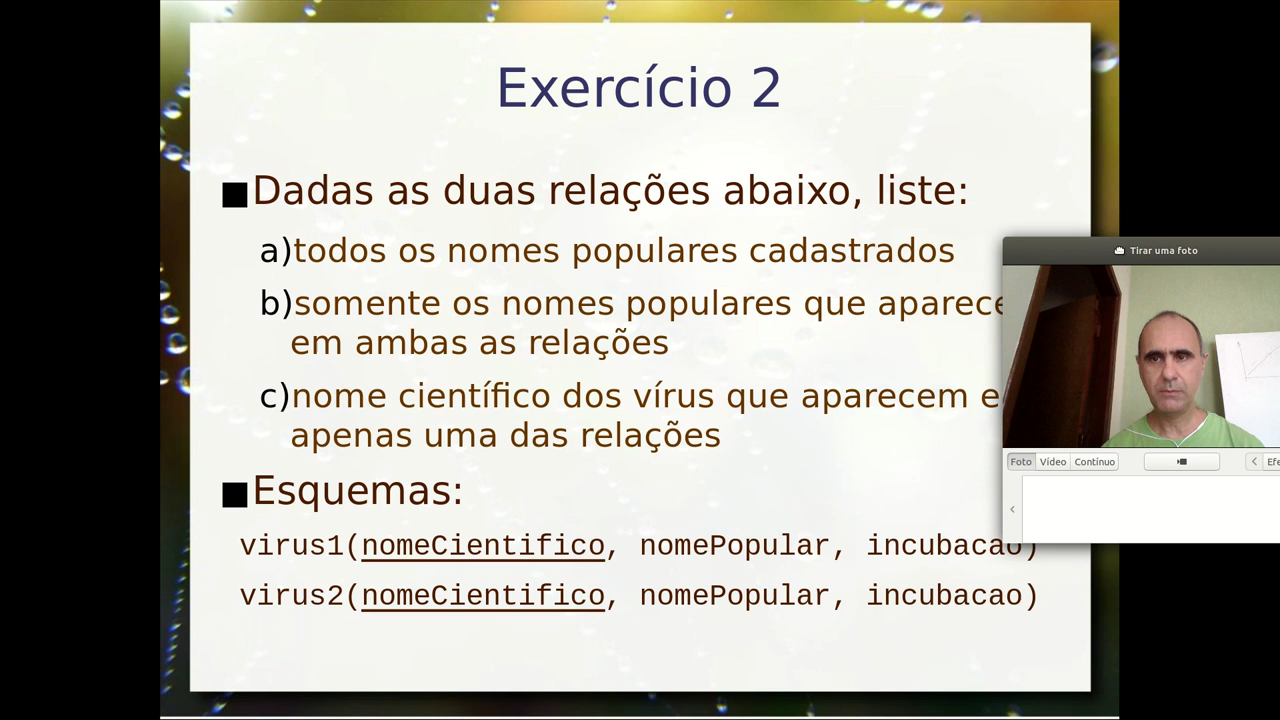 Exercício 2
Dadas as duas relações abaixo, liste:
a)todos os nomes populares cadastrados
b)somente os nomes populares que
em ambas as relações
c)nome científico dos vírus que aparecem
apenas uma das relações
Esquemas:
virus1(nomeCientifico, nomePopular, incubacao)
virus2(nomeCientifico, nomePopular, incubacao)
Tirar uma foto
Foto Vídeo Contínuo